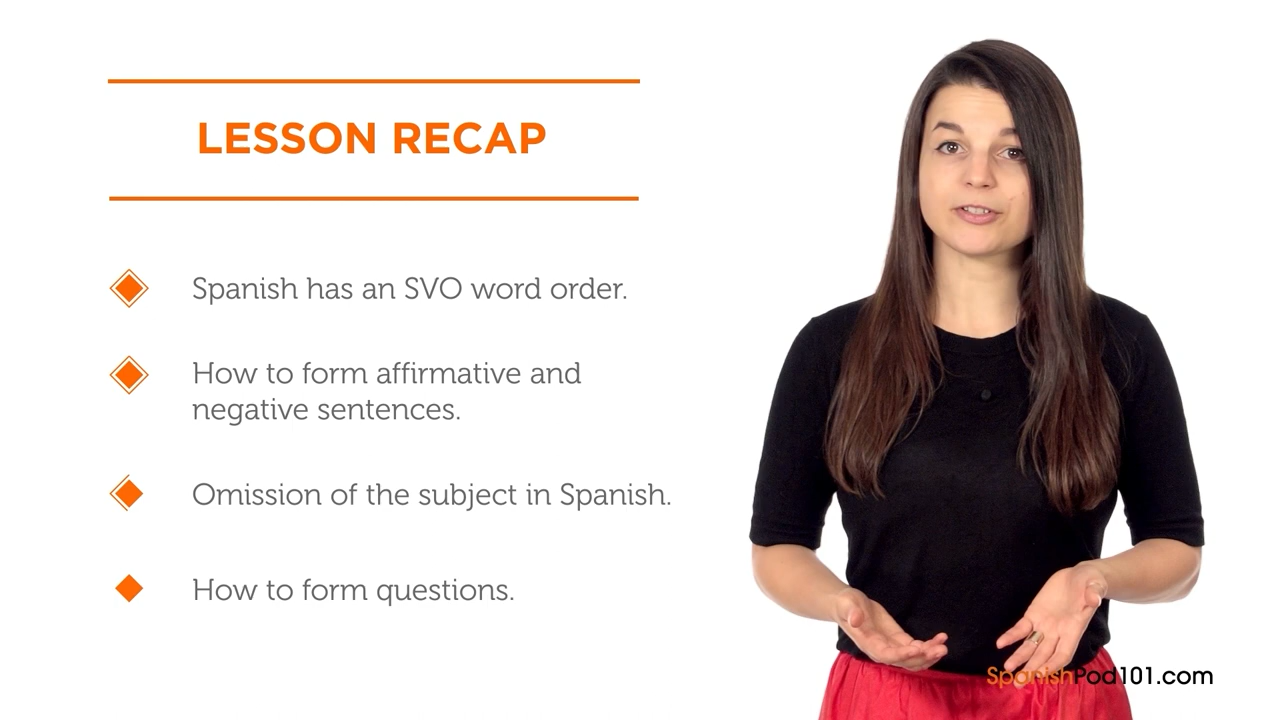 LESSON RECAP
Spanish has an SVO word order.
How to form affirmative and
negative sentences.
Omission of the subject in Spanish.
How to form questions.
SpanishPod101.com